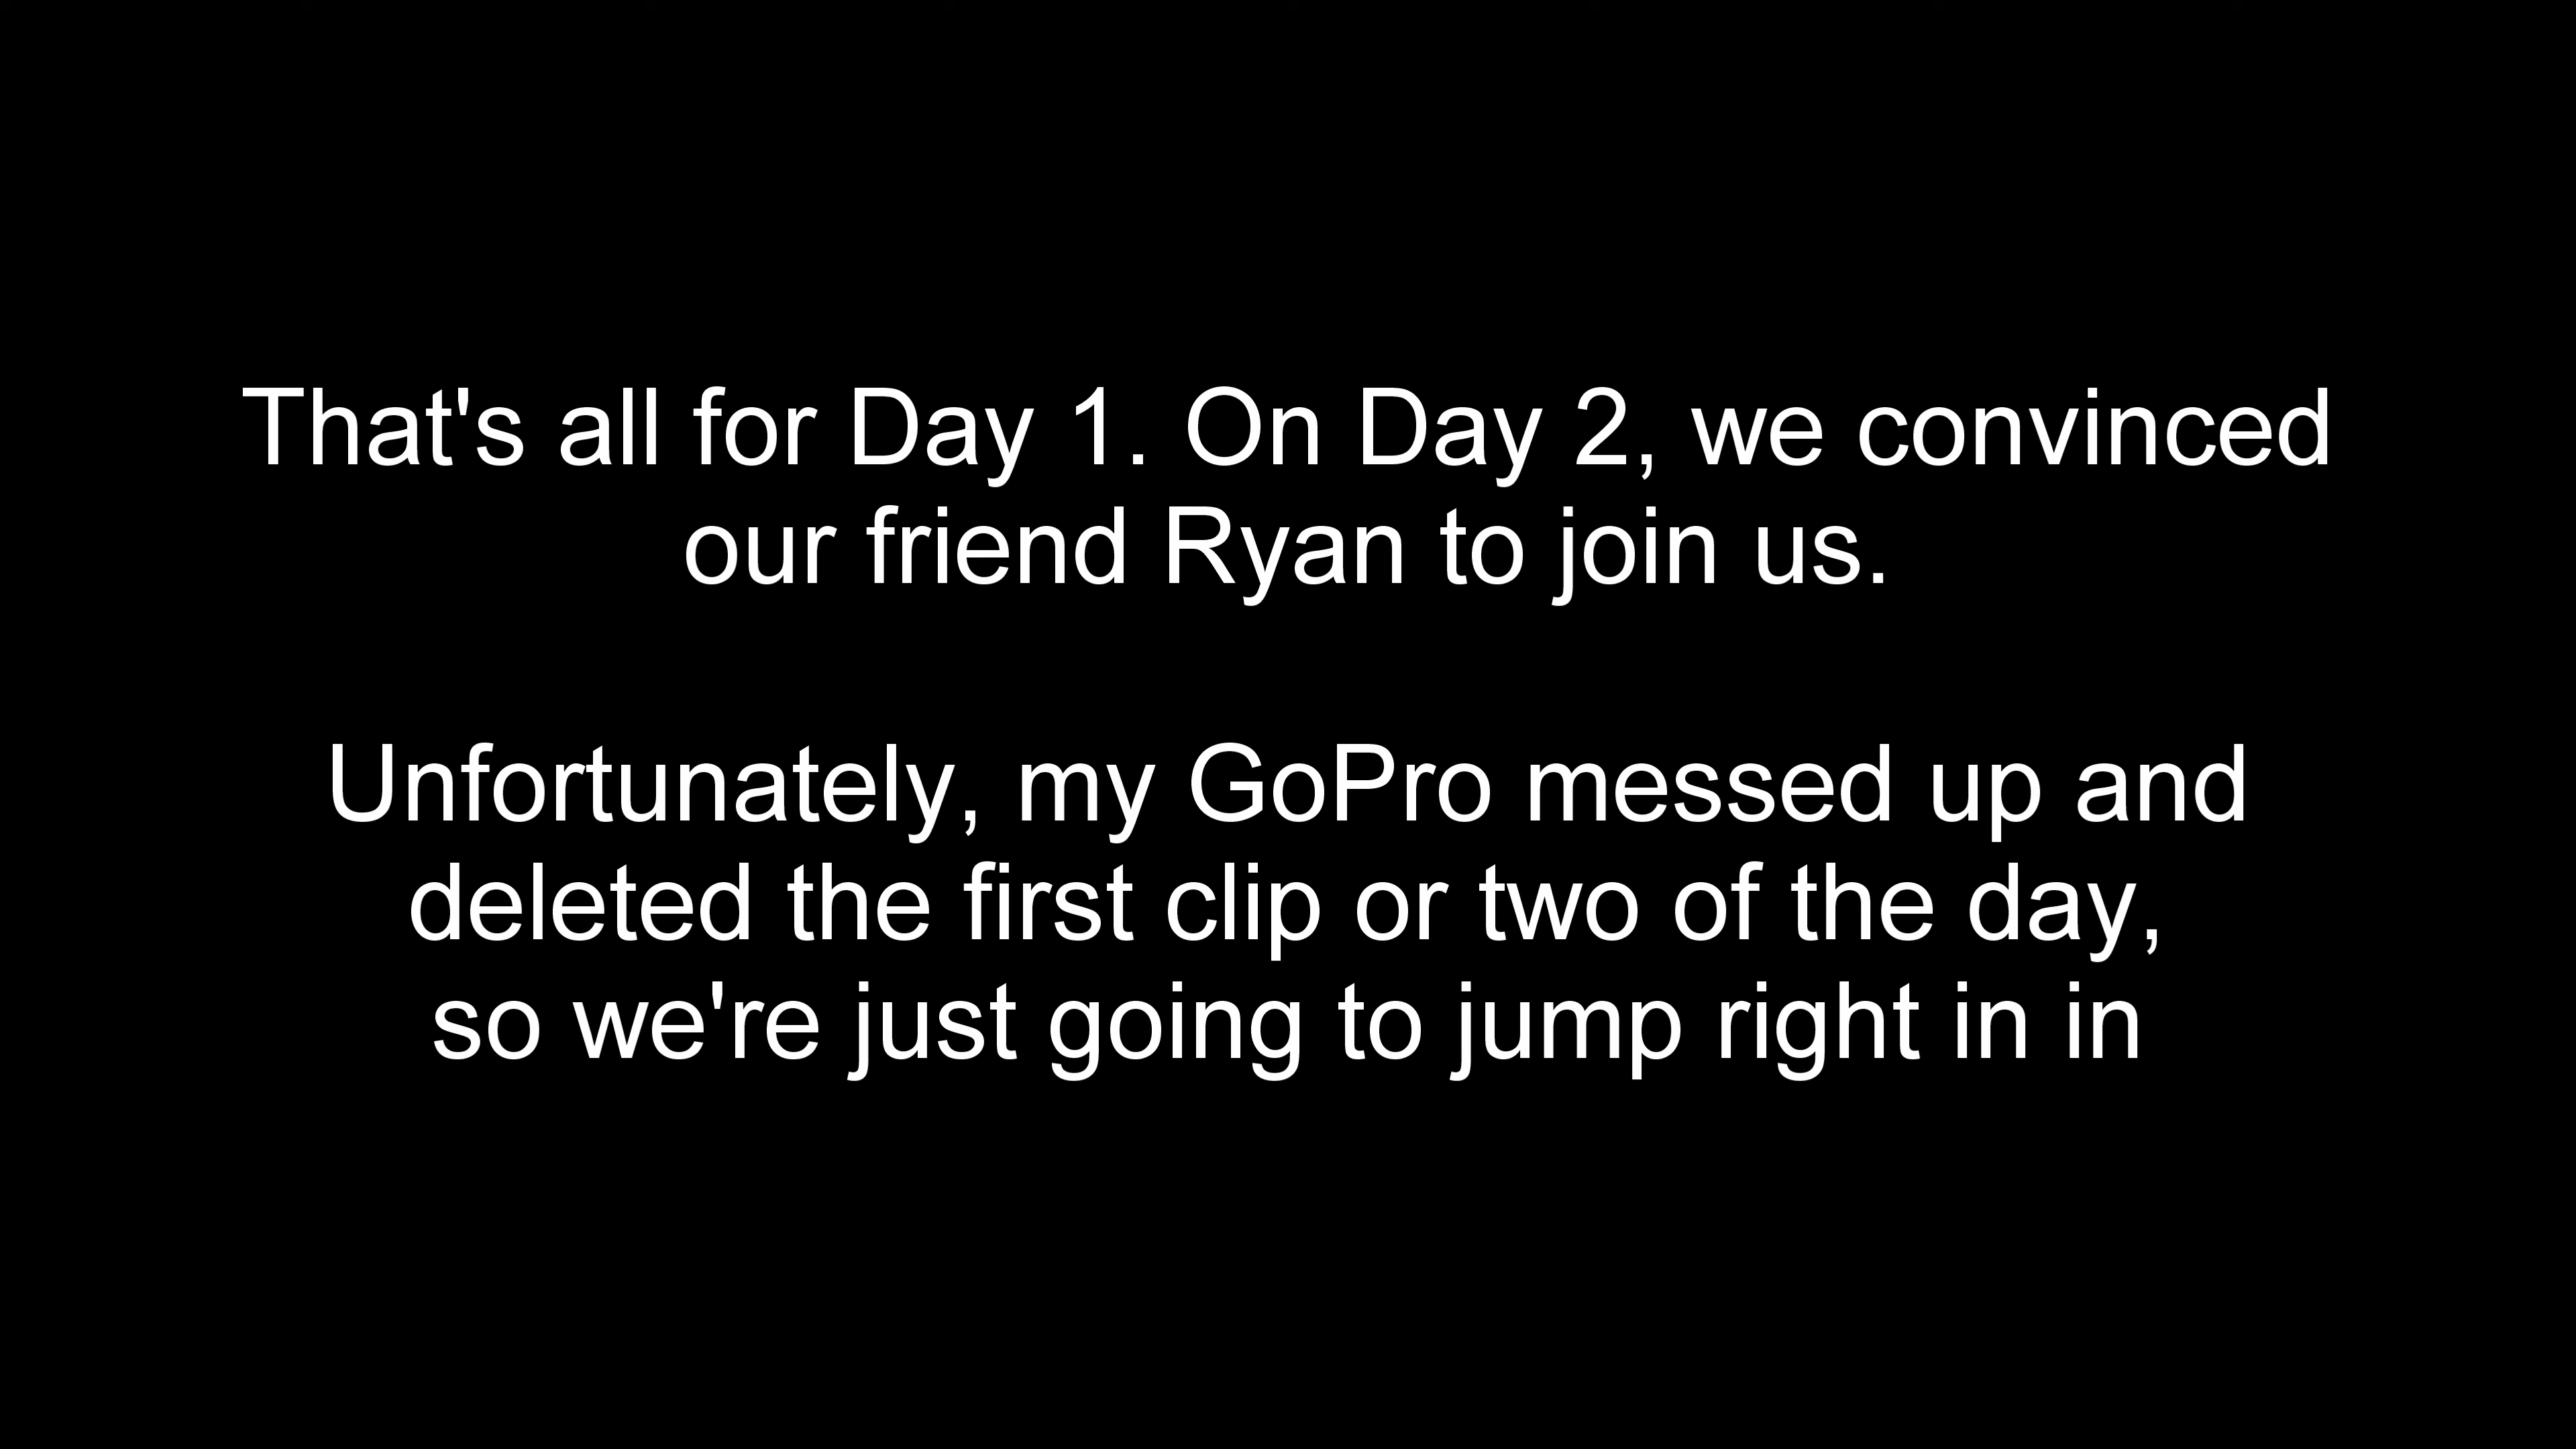 That's all for Day 1. On Day 2, we convinced
our friend Ryan to join us.
Unfortunately, my GoPro messed up and
deleted the first clip or two of the day,
so we're just going to jump right in in